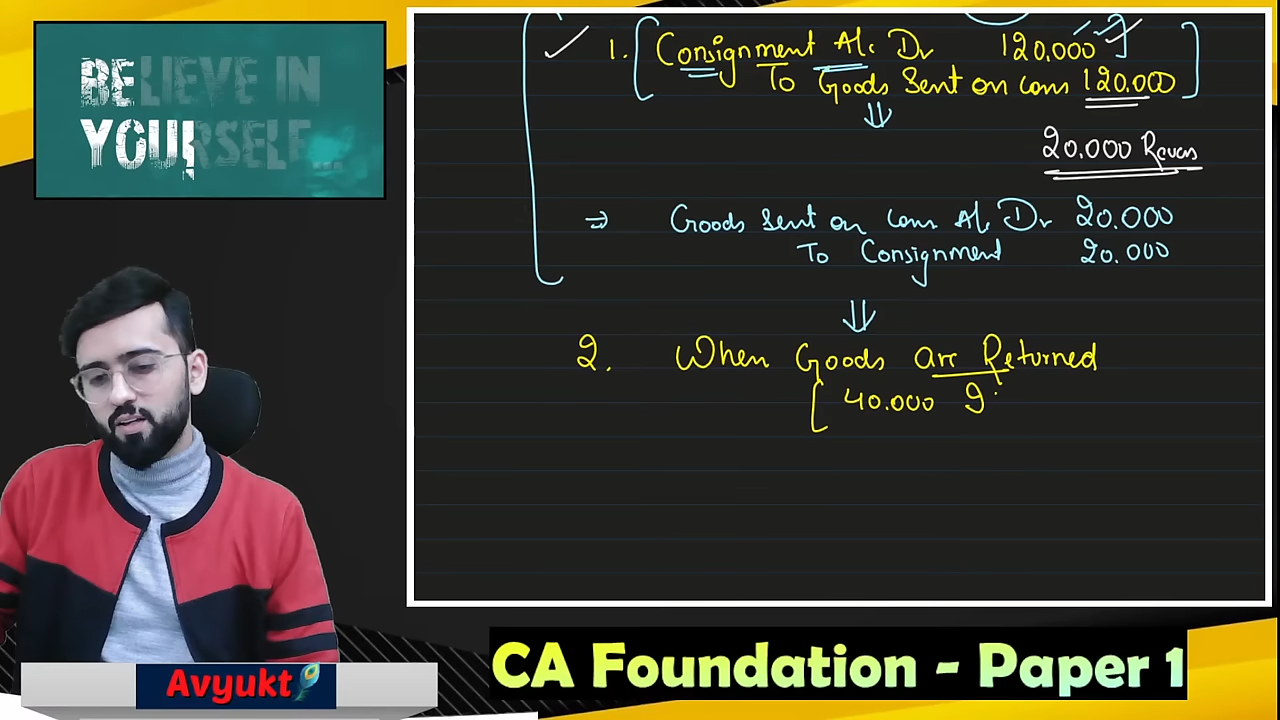 BELIEVE IN
YOURSELF...
1. Consignment A/c Dr 120.000
To Goods Sent on Cons 120.000
20.000 Revers
⇒ Goods Sent on Cons A/c Dr 20.000
To Consignment 20.000
2. When Goods are Returned
40.000
Avyukt
CA Foundation - Paper 1